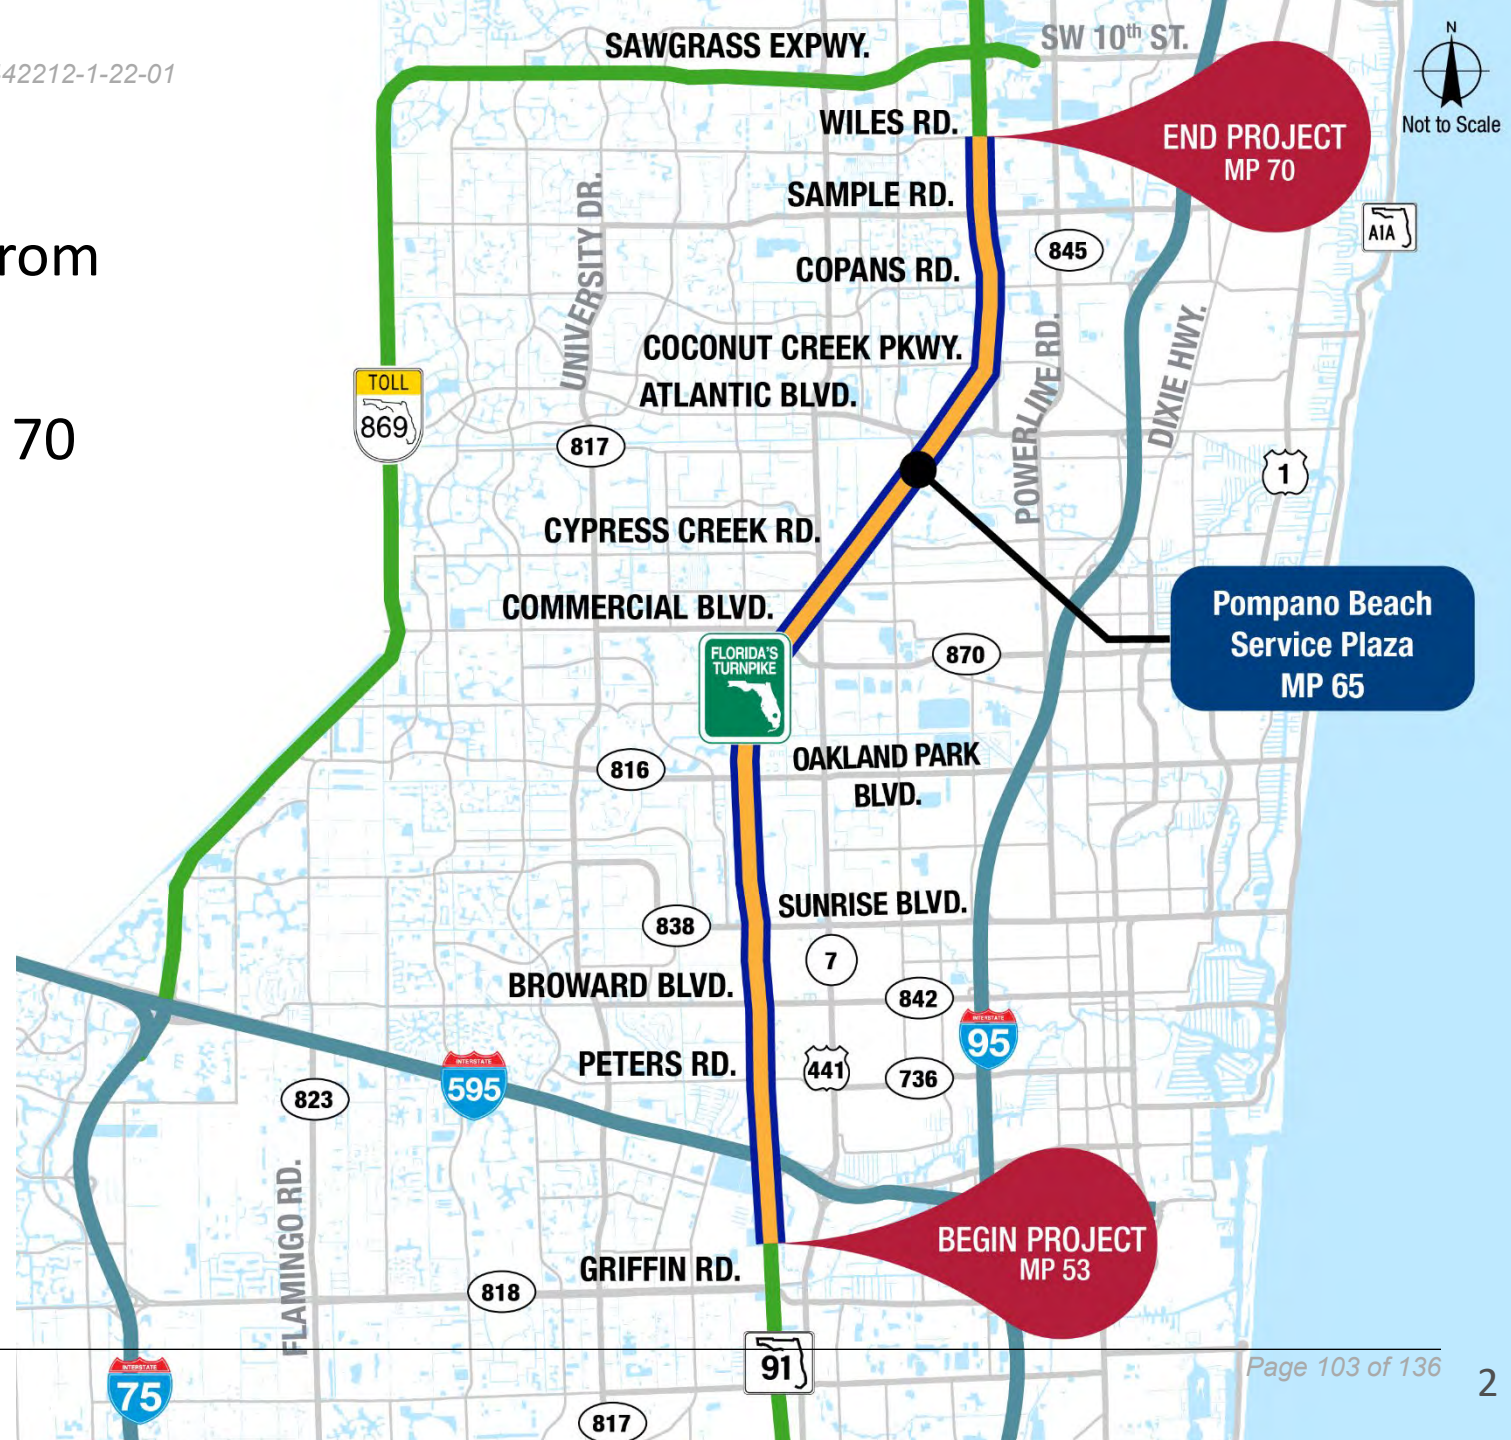 42212-1-22-01
rom
70
SAWGRASS EXPWY.
SW 10th ST.
N
Not to Scale
WILES RD.
END PROJECT
MP 70
SAMPLE RD.
A1A
UNIVERSITY DR.
845
COPANS RD.
COCONUT CREEK PKWY.
POWERLINE RD.
DIXIE HWY.
TOLL
869
ATLANTIC BLVD.
817
1
CYPRESS CREEK RD.
COMMERCIAL BLVD.
Pompano Beach
Service Plaza
MP 65
FLORIDA'S
TURNPIKE
870
816
OAKLAND PARK
BLVD.
SUNRISE BLVD.
838
7
BROWARD BLVD.
842
INTERSTATE
95
PETERS RD.
441
736
INTERSTATE
595
823
FLAMINGO RD.
BEGIN PROJECT
MP 53
GRIFFIN RD.
818
91
INTERSTATE
75
817
Page 103 of 136
2